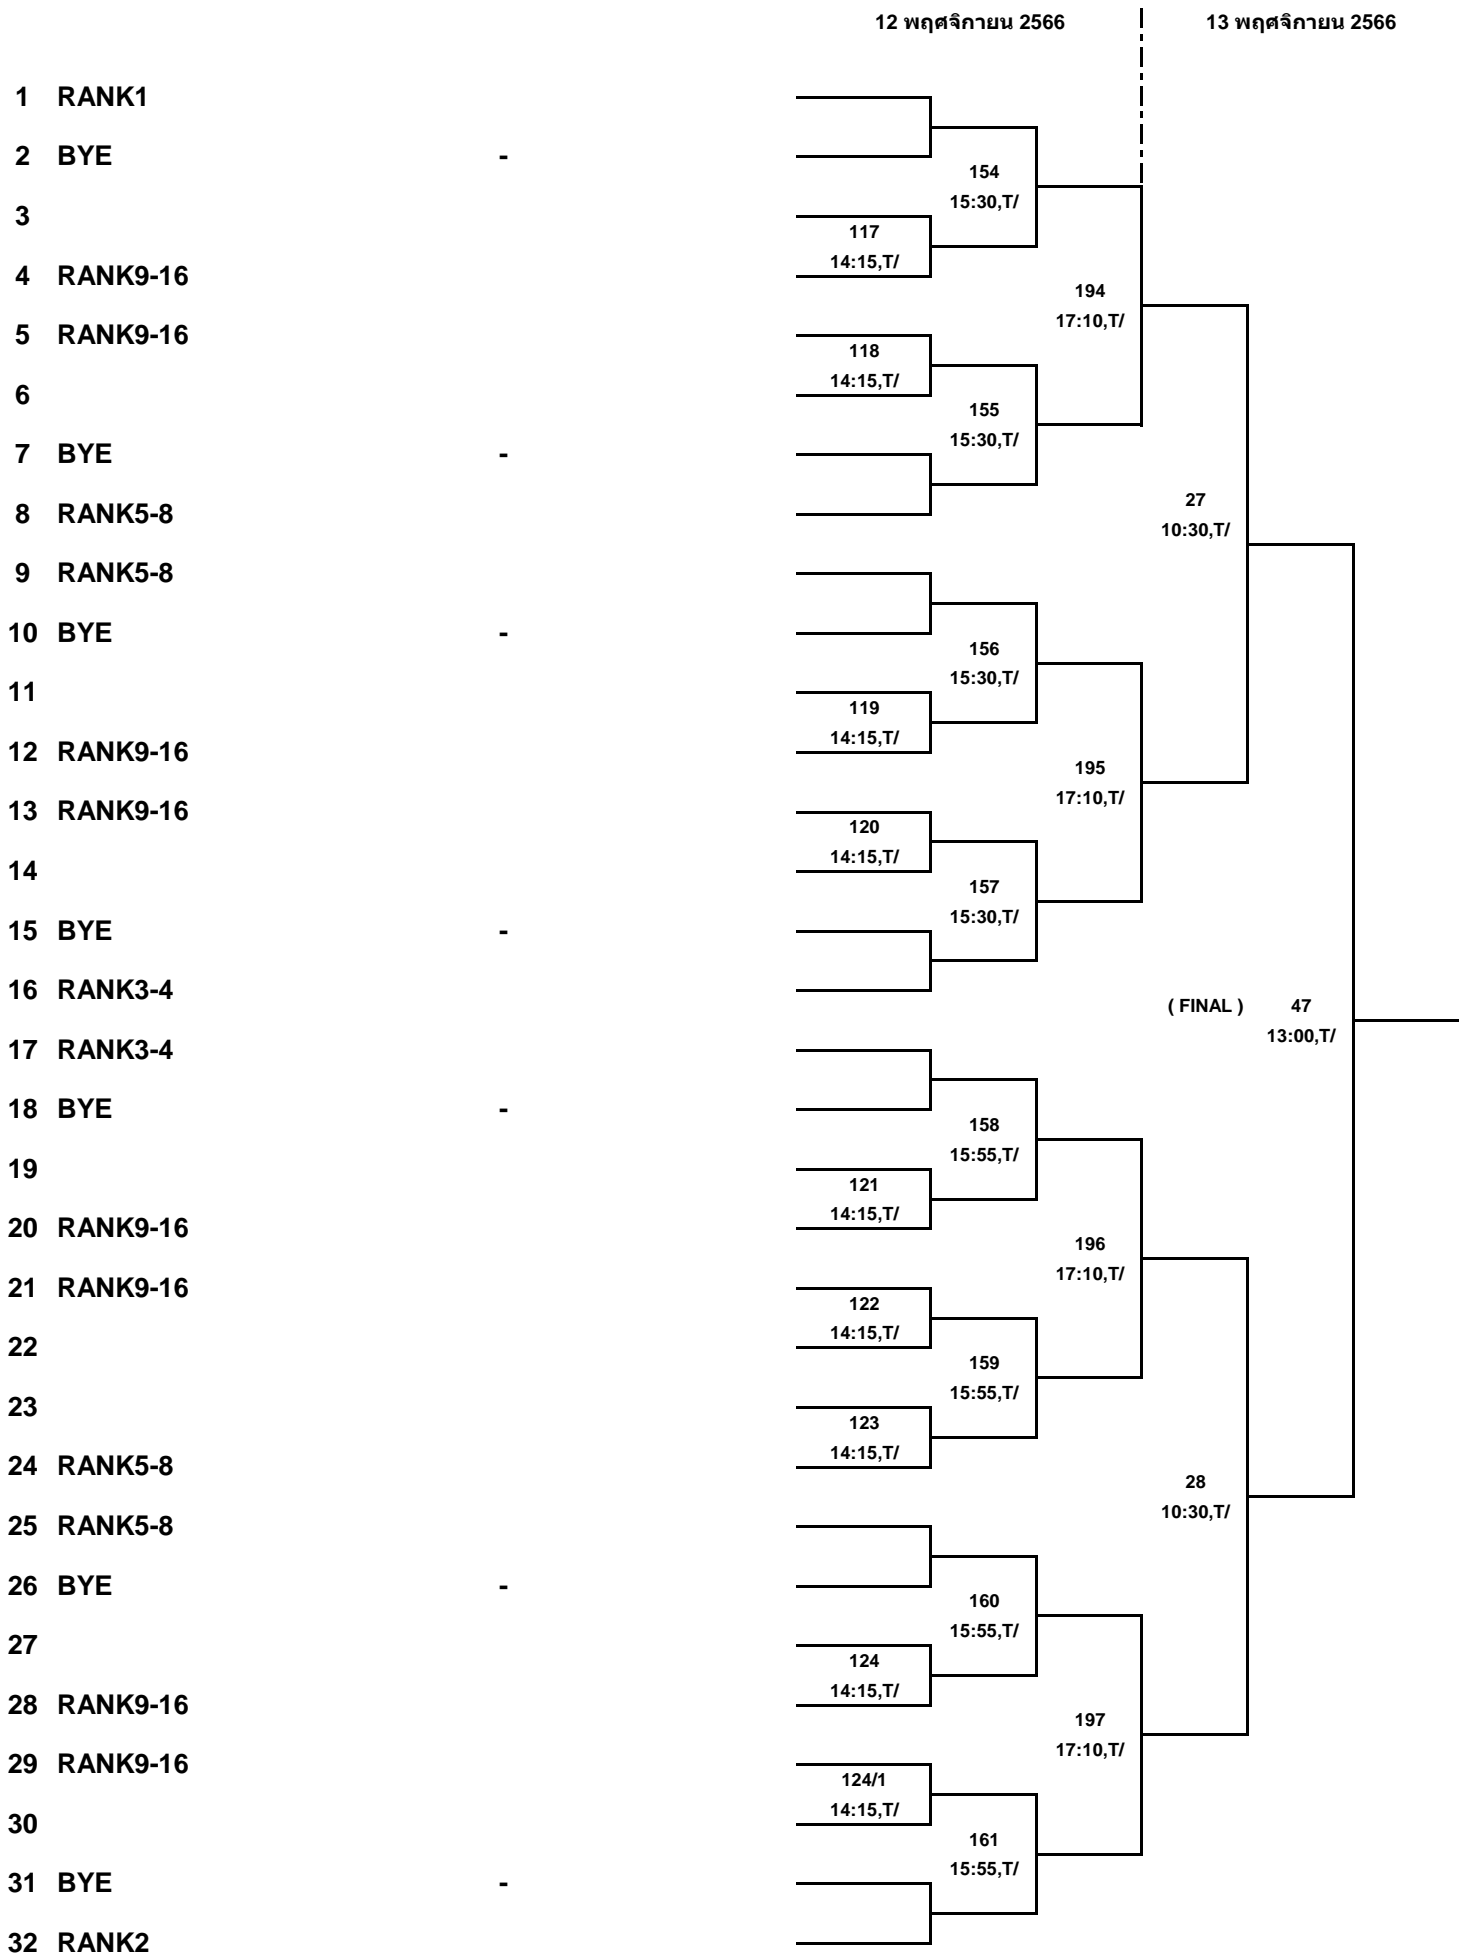 12 พฤศจิกายน 2566 13 พฤศจิกายน 2566
1 RANK1
2 BYE -
154
15:30,T/
3
117
14:15,T/
4 RANK9-16
194
17:10,T/
5 RANK9-16
118
14:15,T/
6
155
15:30,T/
7 BYE -
8 RANK5-8
27
10:30,T/
9 RANK5-8
10 BYE -
156
15:30,T/
11
119
14:15,T/
12 RANK9-16
195
17:10,T/
13 RANK9-16
120
14:15,T/
14
157
15:30,T/
15 BYE -
16 RANK3-4
( FINAL ) 47
13:00,T/
17 RANK3-4
18 BYE -
158
15:55,T/
19
121
14:15,T/
20 RANK9-16
196
17:10,T/
21 RANK9-16
122
14:15,T/
22
159
15:55,T/
23
123
14:15,T/
24 RANK5-8
28
10:30,T/
25 RANK5-8
26 BYE -
160
15:55,T/
27
124
14:15,T/
28 RANK9-16
197
17:10,T/
29 RANK9-16
124/1
14:15,T/
30
161
15:55,T/
31 BYE -
32 RANK2